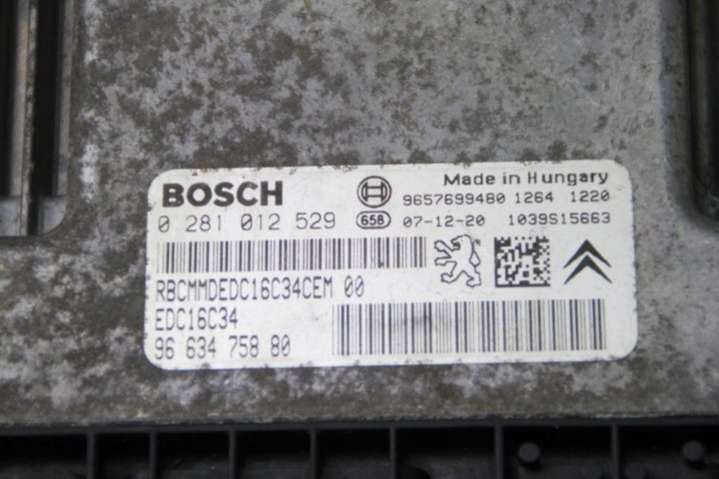 BOSCH
Made in Hungary
9657699480 1264 1220
0 281 012 529 658 07-12-20 1039S15663
RBCMMDEDC16C34CEM 00
EDC16C34
96 634 758 80